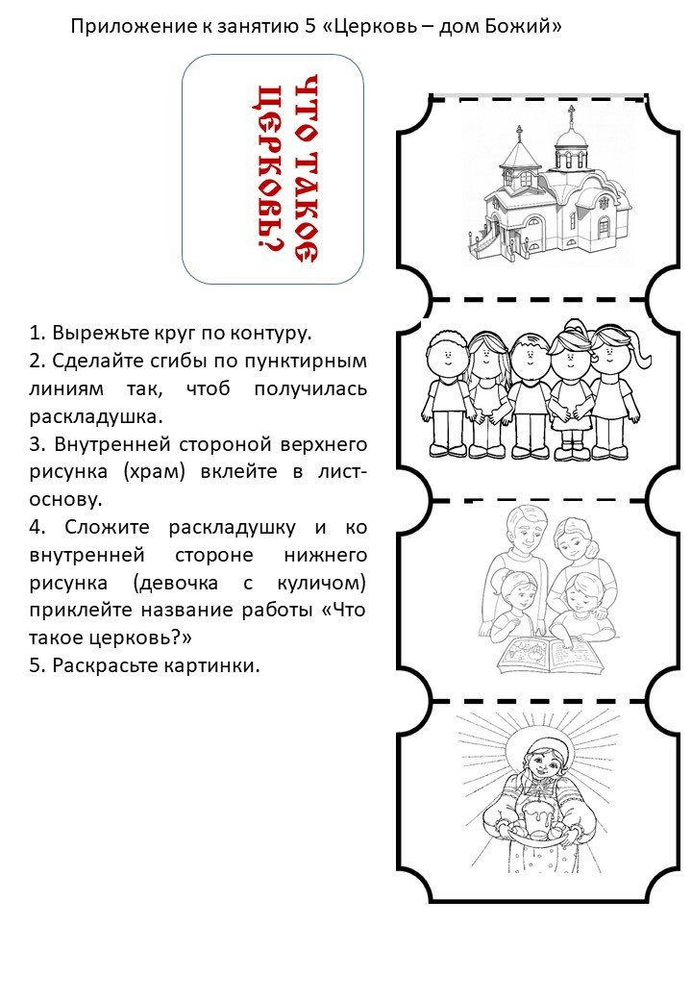 Приложение к занятию 5 «Церковь – дом Божий»
ЧТО ТАКОЕ
ЦЕРКОВЬ?
1. Вырежьте круг по контуру.
2. Сделайте сгибы по пунктирным
линиям так, чтоб получилась
раскладушка.
3. Внутренней стороной верхнего
рисунка (храм) вклейте в лист-
основу.
4. Сложите раскладушку и ко
внутренней стороне нижнего
рисунка (девочка с куличом)
приклейте название работы «Что
такое церковь?»
5. Раскрасьте картинки.